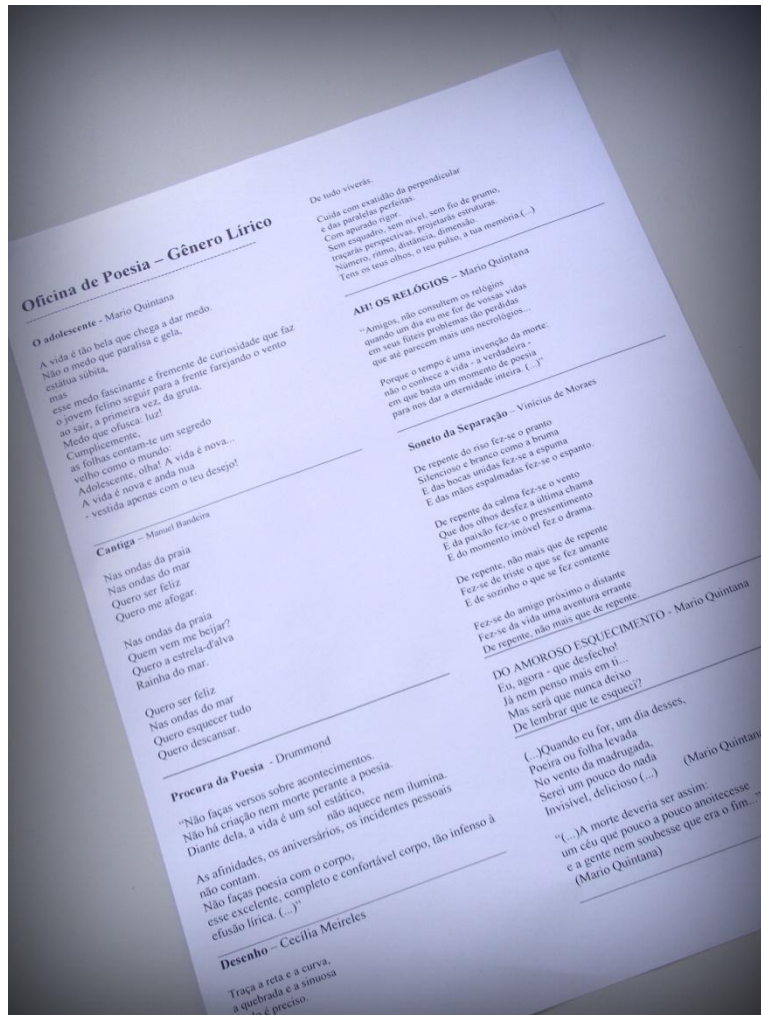 Oficina de Poesia – Gênero Lírico
------------------------------------------------
O adolescente - Mario Quintana
A vida é tão bela que chega a dar medo.
Não o medo que paralisa e gela,
estátua súbita,
mas
esse medo fascinante e fremente de curiosidade que faz
o jovem felino seguir para a frente farejando o vento
ao sair, a primeira vez, da gruta.
Medo que ofusca: luz!
Cumplicemente,
as folhas contam-te um segredo
velho como o mundo:
Adolescente, olha! A vida é nova...
A vida é nova e anda nua
- vestida apenas com o teu desejo!
Cantiga – Manuel Bandeira
Nas ondas da praia
Nas ondas do mar
Quero ser feliz
Quero me afogar.
Nas ondas da praia
Quem vem me beijar?
Quero a estrela-d'alva
Rainha do mar.
Quero ser feliz
Nas ondas do mar
Quero esquecer tudo
Quero descansar.
Procura da Poesia - Drummond
“Não faças versos sobre acontecimentos.
Não há criação nem morte perante a poesia.
Diante dela, a vida é um sol estático,
não aquece nem ilumina.
As afinidades, os aniversários, os incidentes pessoais
não contam.
Não faças poesia com o corpo,
esse excelente, completo e confortável corpo, tão infenso à
efusão lírica. (...)”
Desenho – Cecília Meireles
Traça a reta e a curva,
a quebrada e a sinuosa
é preciso.
De tudo viverás.
Cuida com exatidão da perpendicular
e das paralelas perfeitas.
Com apurado rigor.
Sem esquadro, sem nível, sem fio de prumo,
traçarás perspectivas, projetarás estruturas.
Número, ritmo, distância, dimensão.
Tens os teus olhos, o teu pulso, a tua memória (...)
AH! OS RELÓGIOS – Mario Quintana
“Amigos, não consultem os relógios
quando um dia eu me for de vossas vidas
em seus fúteis problemas tão perdidas
que até parecem mais uns necrológios...
Porque o tempo é uma invenção da morte:
não o conhece a vida - a verdadeira -
em que basta um momento de poesia
para nos dar a eternidade inteira. (...)”
Soneto da Separação – Vinicius de Moraes
De repente do riso fez-se o pranto
Silencioso e branco como a bruma
E das bocas unidas fez-se a espuma
E das mãos espalmadas fez-se o espanto.
De repente da calma fez-se o vento
Que dos olhos desfez a última chama
E da paixão fez-se o pressentimento
E do momento imóvel fez o drama.
De repente, não mais que de repente
Fez-se de triste o que se fez amante
E de sozinho o que se fez contente
Fez-se do amigo próximo o distante
Fez-se da vida uma aventura errante
De repente, não mais que de repente.
DO AMOROSO ESQUECIMENTO - Mario Quintana
Eu, agora - que desfecho!
Já nem penso mais em ti...
Mas será que nunca deixo
De lembrar que te esqueci?
(...)Quando eu for, um dia desses,
Poeira ou folha levada
No vento da madrugada,
Serei um pouco do nada
Invisível, delicioso (...) (Mario Quintana
“(...)A morte deveria ser assim:
um céu que pouco a pouco anoitecesse
e a gente nem soubesse que era o fim...”
(Mario Quintana)